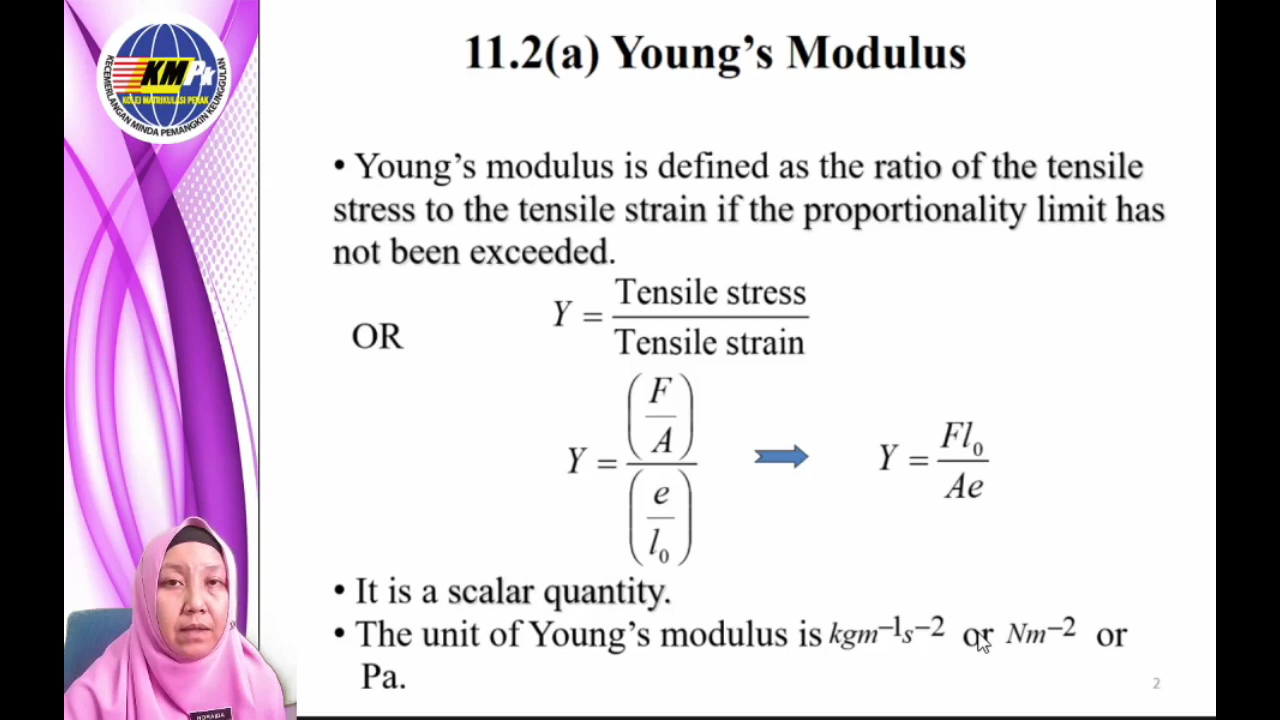 11.2(a) Young's Modulus
KECEMERLANGAN MINDA PEMANGKIN KEUNGGULAN
KMPk
KOLEJ MATRIKULASI PERAK
• Young's modulus is defined as the ratio of the tensile
stress to the tensile strain if the proportionality limit has
not been exceeded.
OR
Y = Tensile stress / Tensile strain
Y = (F/A) / (e/l₀)
Y = Fl₀ / Ae
• It is a scalar quantity.
• The unit of Young's modulus is kgm⁻¹s⁻² or Nm⁻² or
Pa.
2
NORASIA